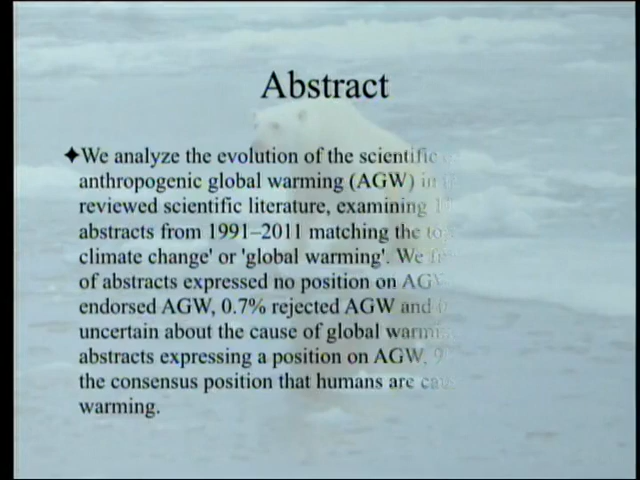 Abstract
✦We analyze the evolution of the scientific
anthropogenic global warming (AGW) in
reviewed scientific literature, examining
abstracts from 1991–2011 matching the
climate change' or 'global warming'. We
of abstracts expressed no position on AGW
endorsed AGW, 0.7% rejected AGW and
uncertain about the cause of global
abstracts expressing a position on AGW,
the consensus position that humans are
warming.